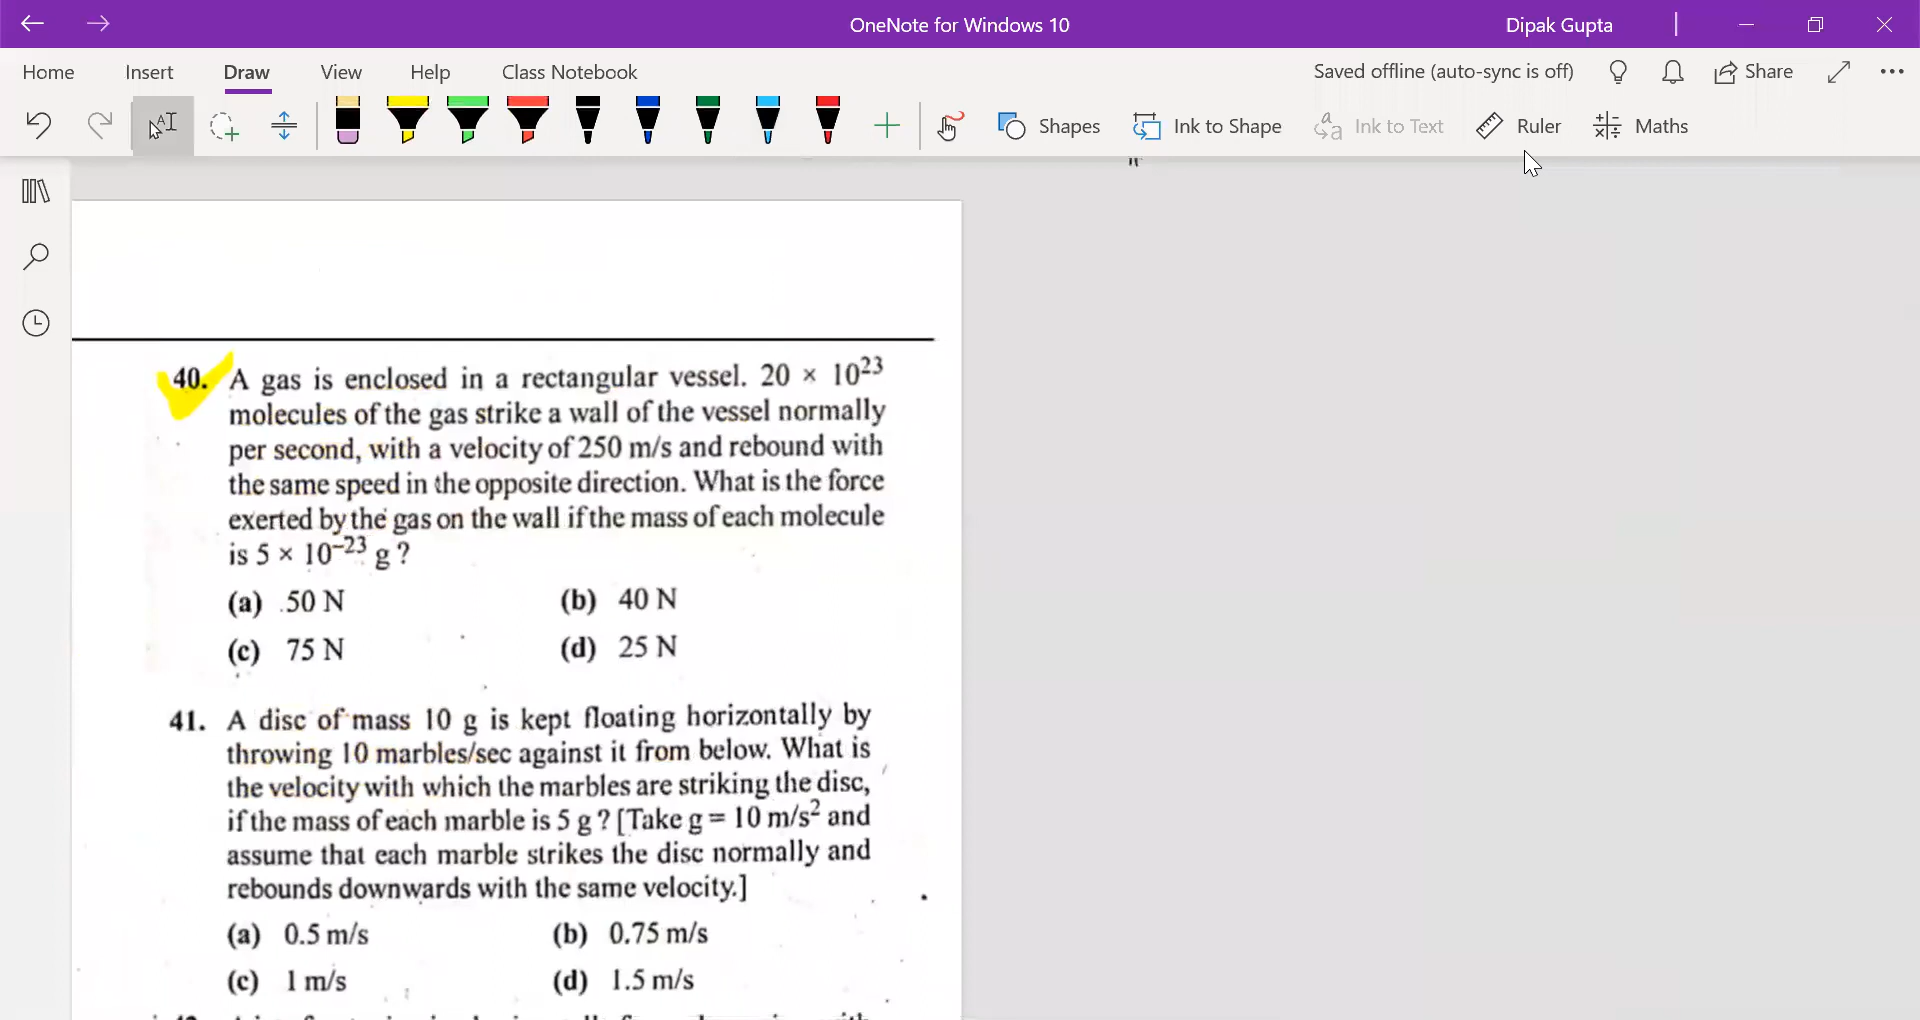 OneNote for Windows 10
Dipak Gupta
Home Insert Draw View Help Class Notebook
Saved offline (auto-sync is off) Share
Shapes Ink to Shape Ink to Text Ruler Maths
40. A gas is enclosed in a rectangular vessel. 20 × 10²³
molecules of the gas strike a wall of the vessel normally
per second, with a velocity of 250 m/s and rebound with
the same speed in the opposite direction. What is the force
exerted by the gas on the wall if the mass of each molecule
is 5 × 10⁻²³ g ?
(a) 50 N (b) 40 N
(c) 75 N (d) 25 N
41. A disc of mass 10 g is kept floating horizontally by
throwing 10 marbles/sec against it from below. What is
the velocity with which the marbles are striking the disc,
if the mass of each marble is 5 g ? [Take g = 10 m/s² and
assume that each marble strikes the disc normally and
rebounds downwards with the same velocity.]
(a) 0.5 m/s (b) 0.75 m/s
(c) 1 m/s (d) 1.5 m/s